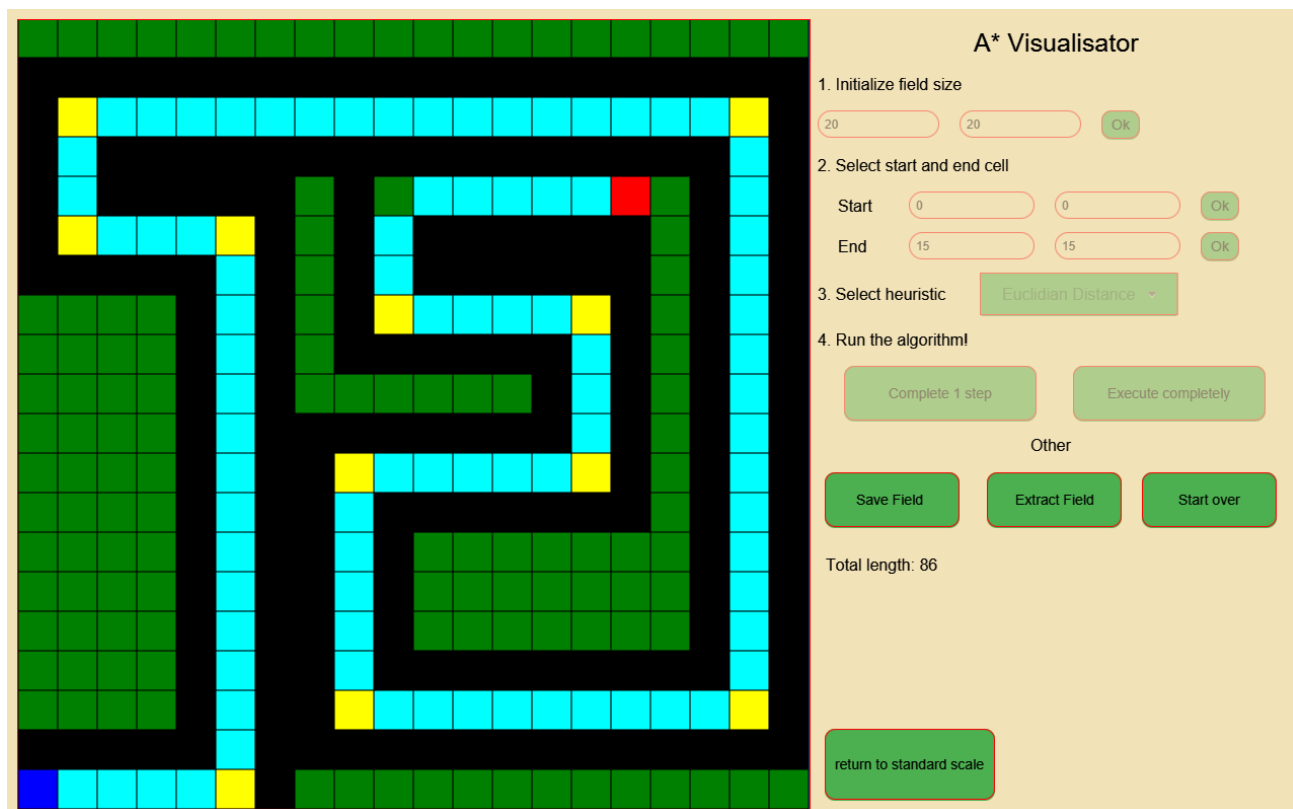 A* Visualisator
1. Initialize field size
20 20 Ok
2. Select start and end cell
Start 0 0 Ok
End 15 15 Ok
3. Select heuristic Euclidian Distance
4. Run the algorithm!
Complete 1 step Execute completely
Other
Save Field Extract Field Start over
Total length: 86
return to standard scale